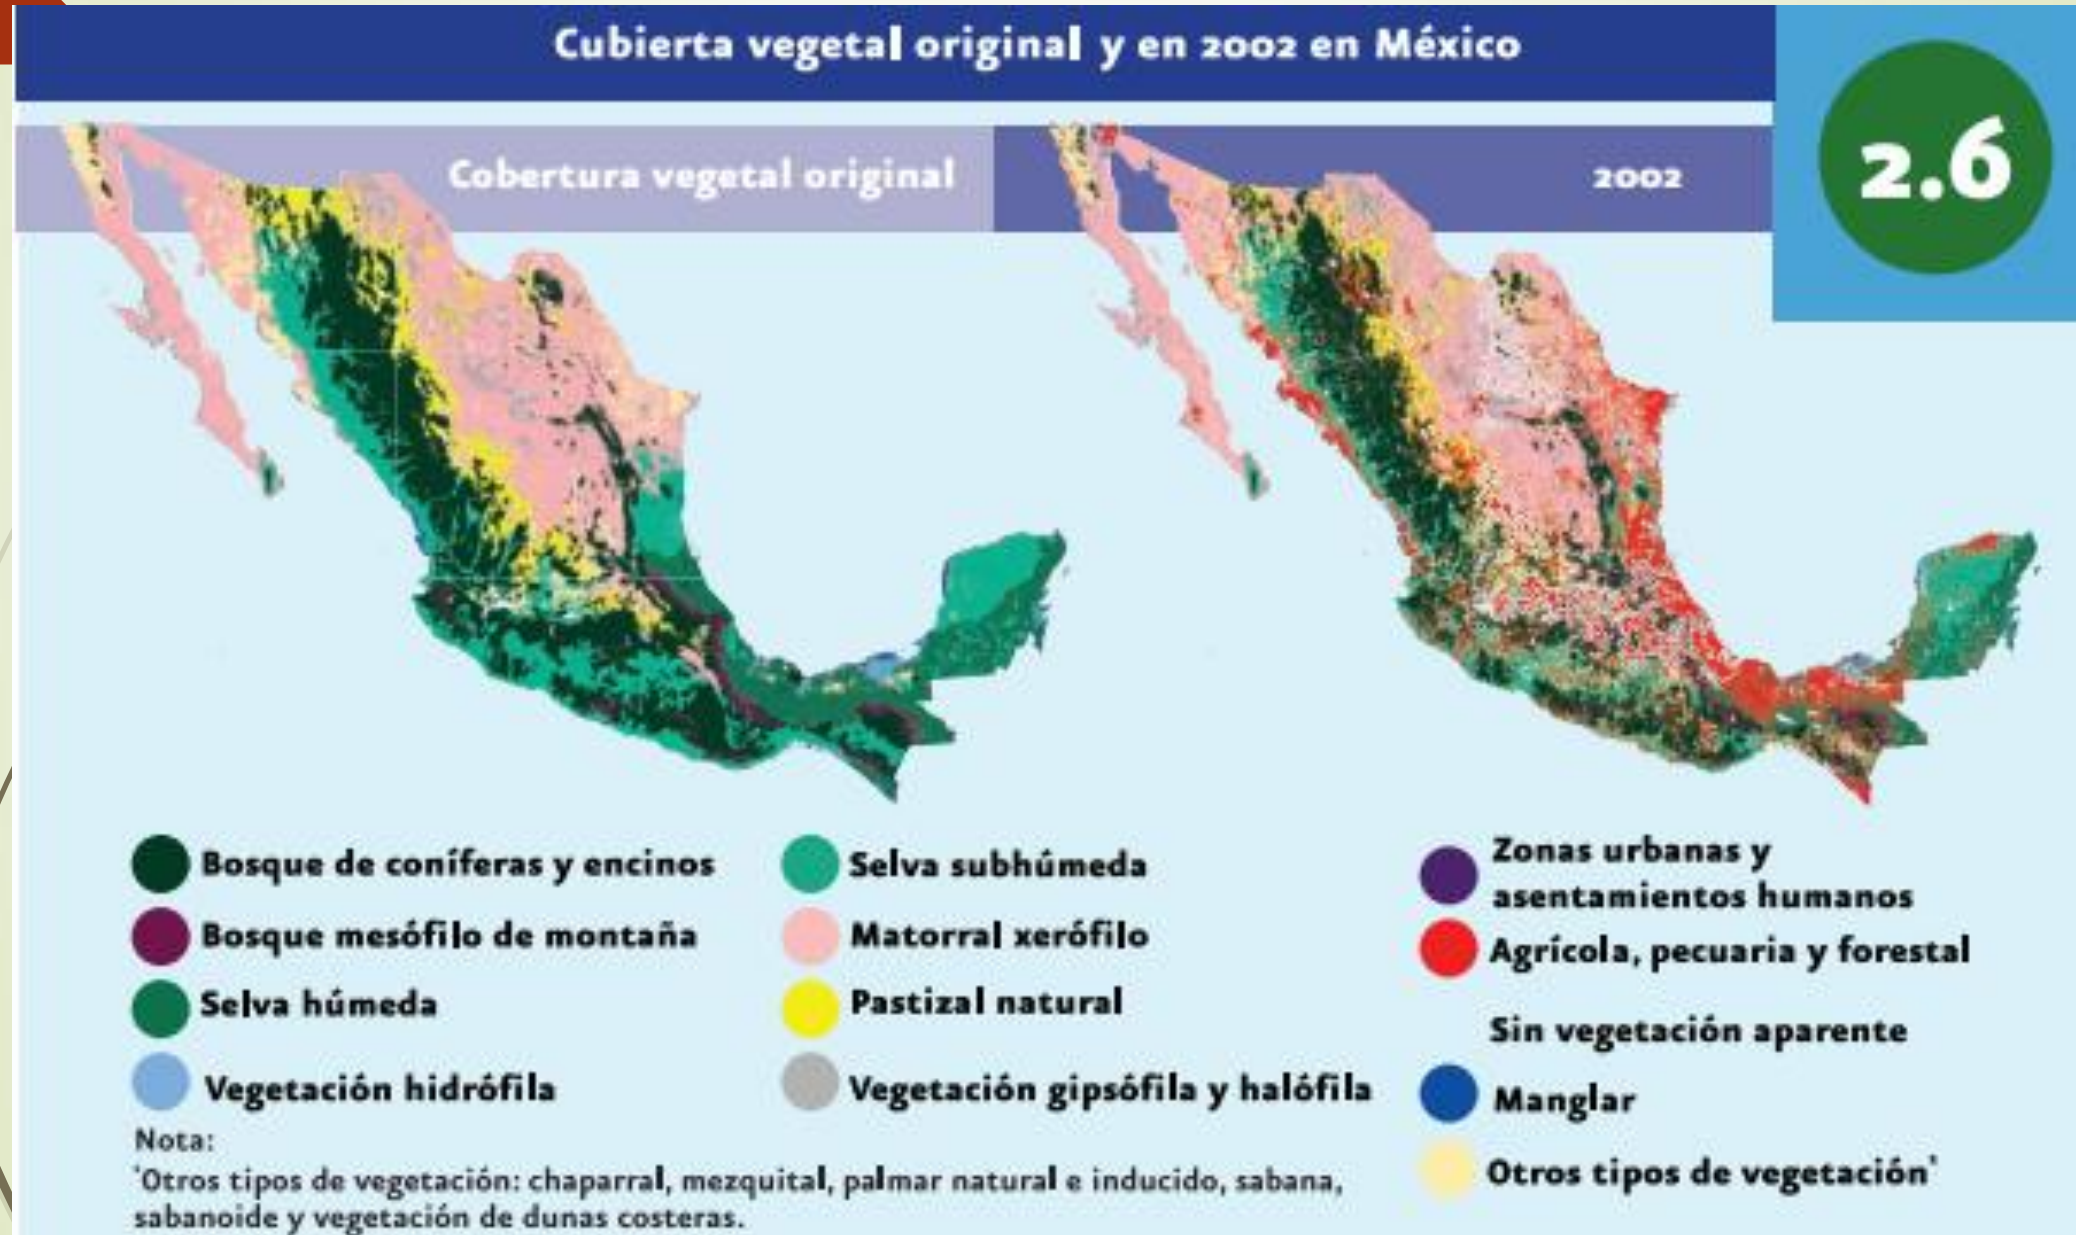 Cubierta vegetal original y en 2002 en México
2.6
Cobertura vegetal original
2002
Bosque de coníferas y encinos
Bosque mesófilo de montaña
Selva húmeda
Vegetación hidrófila
Selva subhúmeda
Matorral xerófilo
Pastizal natural
Vegetación gipsófila y halófila
Zonas urbanas y
asentamientos humanos
Agrícola, pecuaria y forestal
Sin vegetación aparente
Manglar
Otros tipos de vegetación*
Nota:
*Otros tipos de vegetación: chaparral, mezquital, palmar natural e inducido, sabana,
sabanoide y vegetación de dunas costeras.